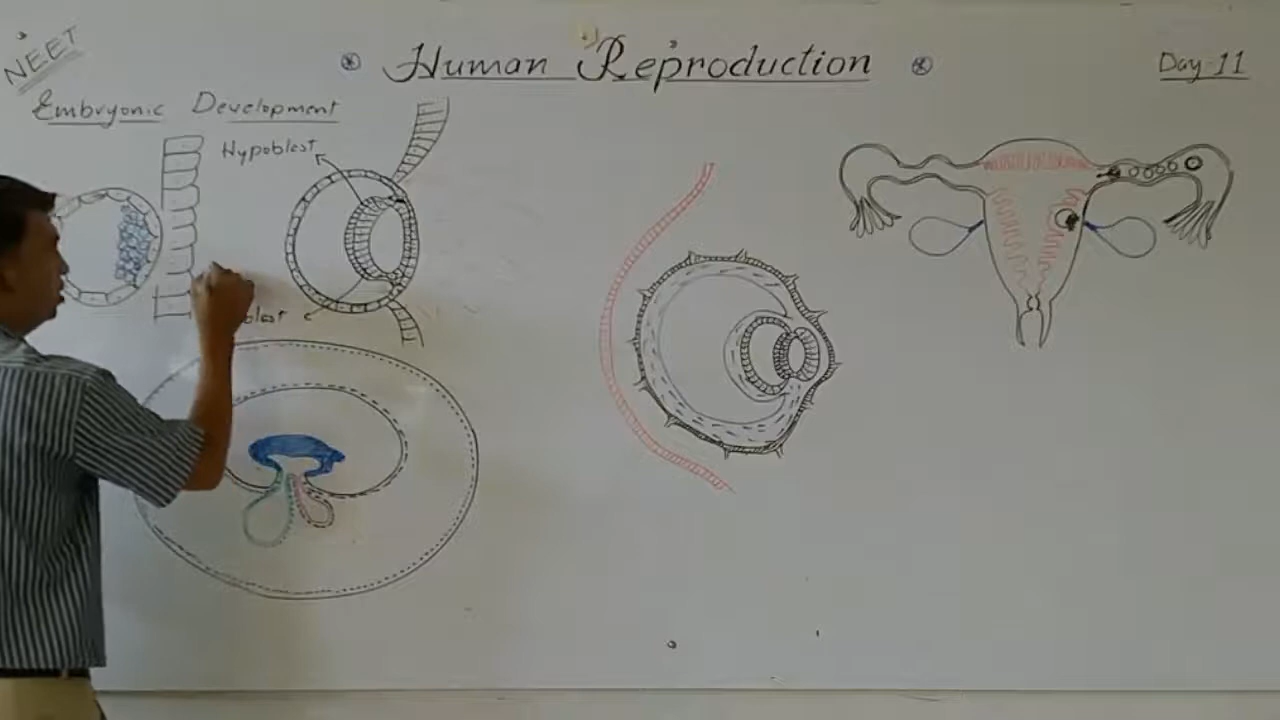 NEET
Human Reproduction
Day-11
Embryonic Development
Hypoblast